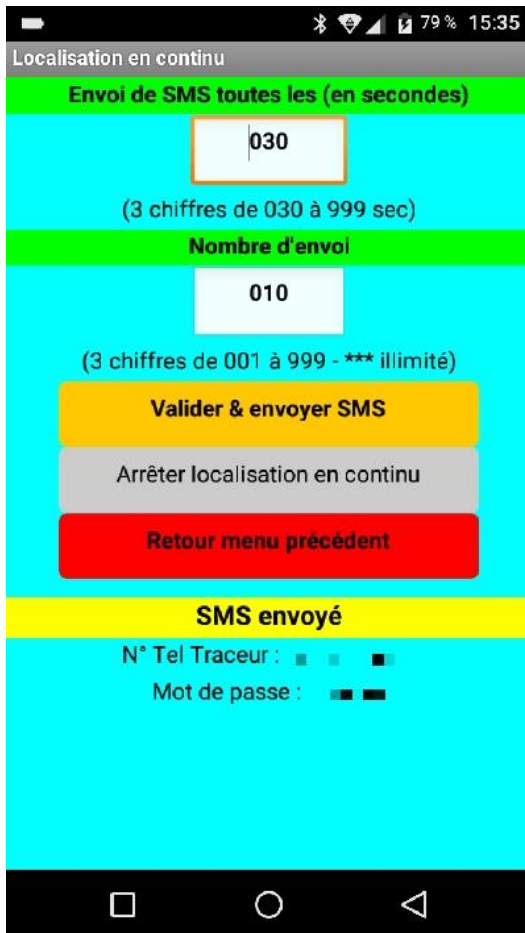 79 % 15:35
Localisation en continu
Envoi de SMS toutes les (en secondes)
030
(3 chiffres de 030 à 999 sec)
Nombre d'envoi
010
(3 chiffres de 001 à 999 - *** illimité)
Valider & envoyer SMS
Arrêter localisation en continu
Retour menu précédent
SMS envoyé
N° Tel Traceur :
Mot de passe :